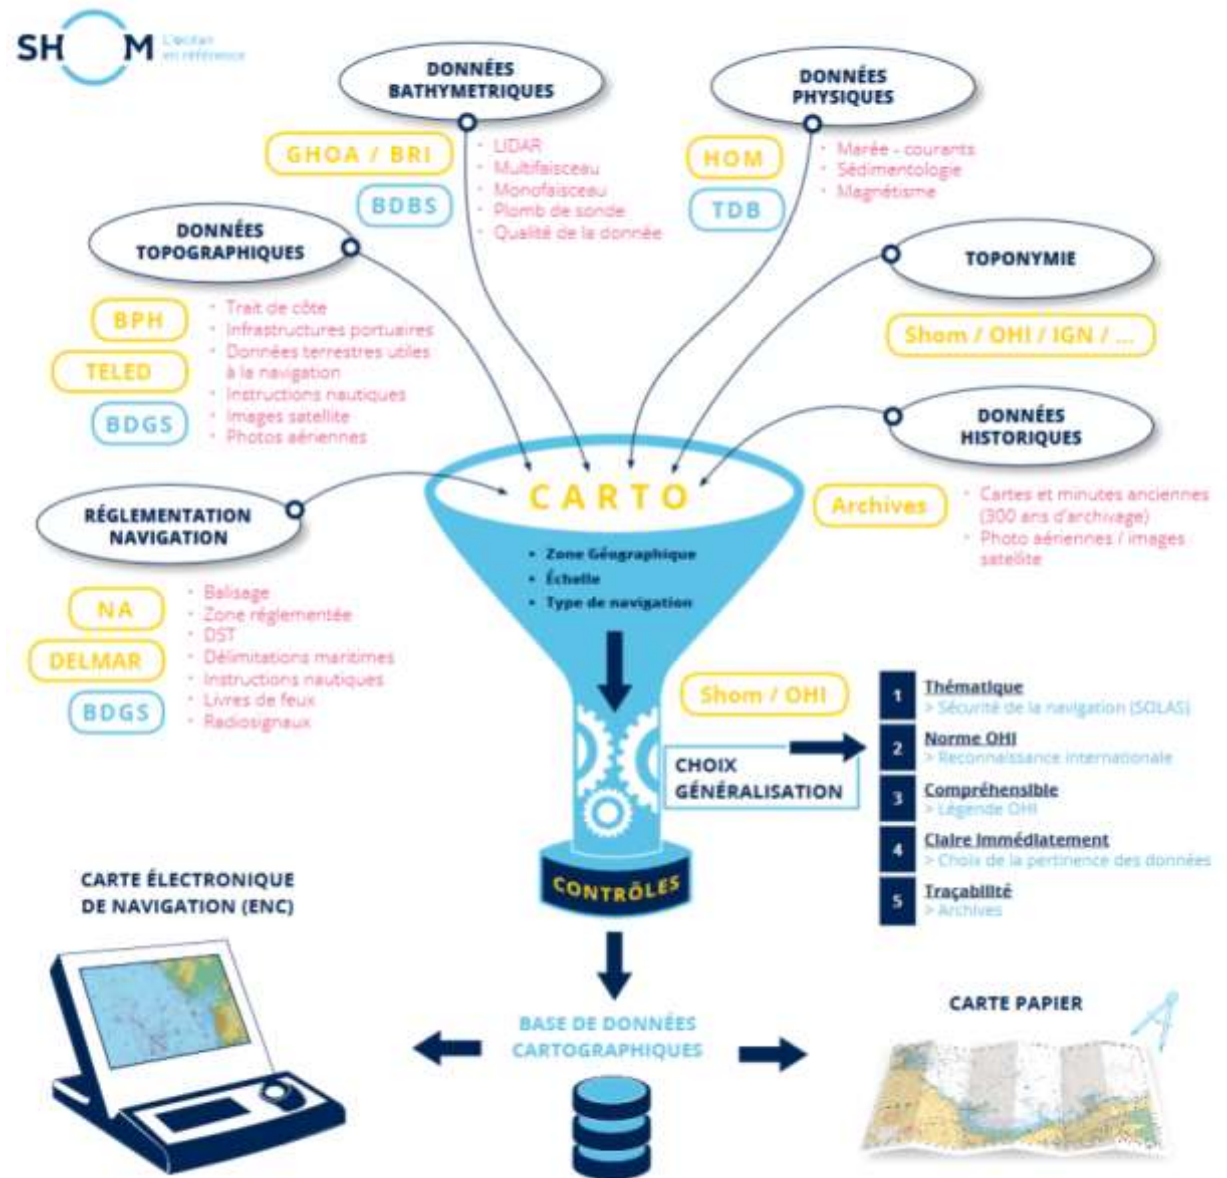 SHOM
L'océan
en référence
DONNÉES
BATHYMETRIQUES
GHOA / BRI
BDBS
• LIDAR
• Multifaisceau
• Monofaisceau
• Plomb de sonde
• Qualité de la donnée
DONNÉES
PHYSIQUES
HOM
TDB
• Marée - courants
• Sédimentologie
• Magnétisme
DONNÉES
TOPOGRAPHIQUES
BPH
TELED
BDGS
• Trait de côte
• Infrastructures portuaires
• Données terrestres utiles
à la navigation
• Instructions nautiques
• Images satellite
• Photos aériennes
TOPONYMIE
Shom / OHI / IGN / ...
DONNÉES
HISTORIQUES
Archives
• Cartes et minutes anciennes
(300 ans d'archivage)
• Photo aériennes / images
satellite
RÉGLEMENTATION
NAVIGATION
NA
DELMAR
BDGS
• Balisage
• Zone réglementée
• DST
• Délimitations maritimes
• Instructions nautiques
• Livres de feux
• Radiosignaux
CARTO
• Zone Géographique
• Échelle
• Type de navigation
Shom / OHI
CHOIX
GÉNÉRALISATION
1 Thématique
> Sécurité de la navigation (SOLAS)
2 Norme OHI
> Reconnaissance internationale
3 Compréhensible
> Légende OHI
4 Claire immédiatement
> Choix de la pertinence des données
5 Traçabilité
> Archives
CONTRÔLES
CARTE ÉLECTRONIQUE
DE NAVIGATION (ENC)
BASE DE DONNÉES
CARTOGRAPHIQUES
CARTE PAPIER